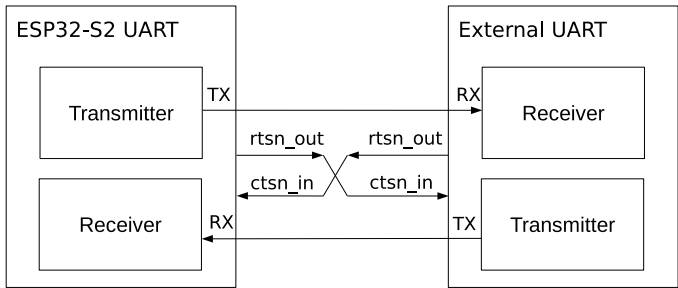 ESP32-S2 UART
External UART
Transmitter
TX
RX
Receiver
rtsn_out
rtsn_out
ctsn_in
ctsn_in
Receiver
RX
TX
Transmitter